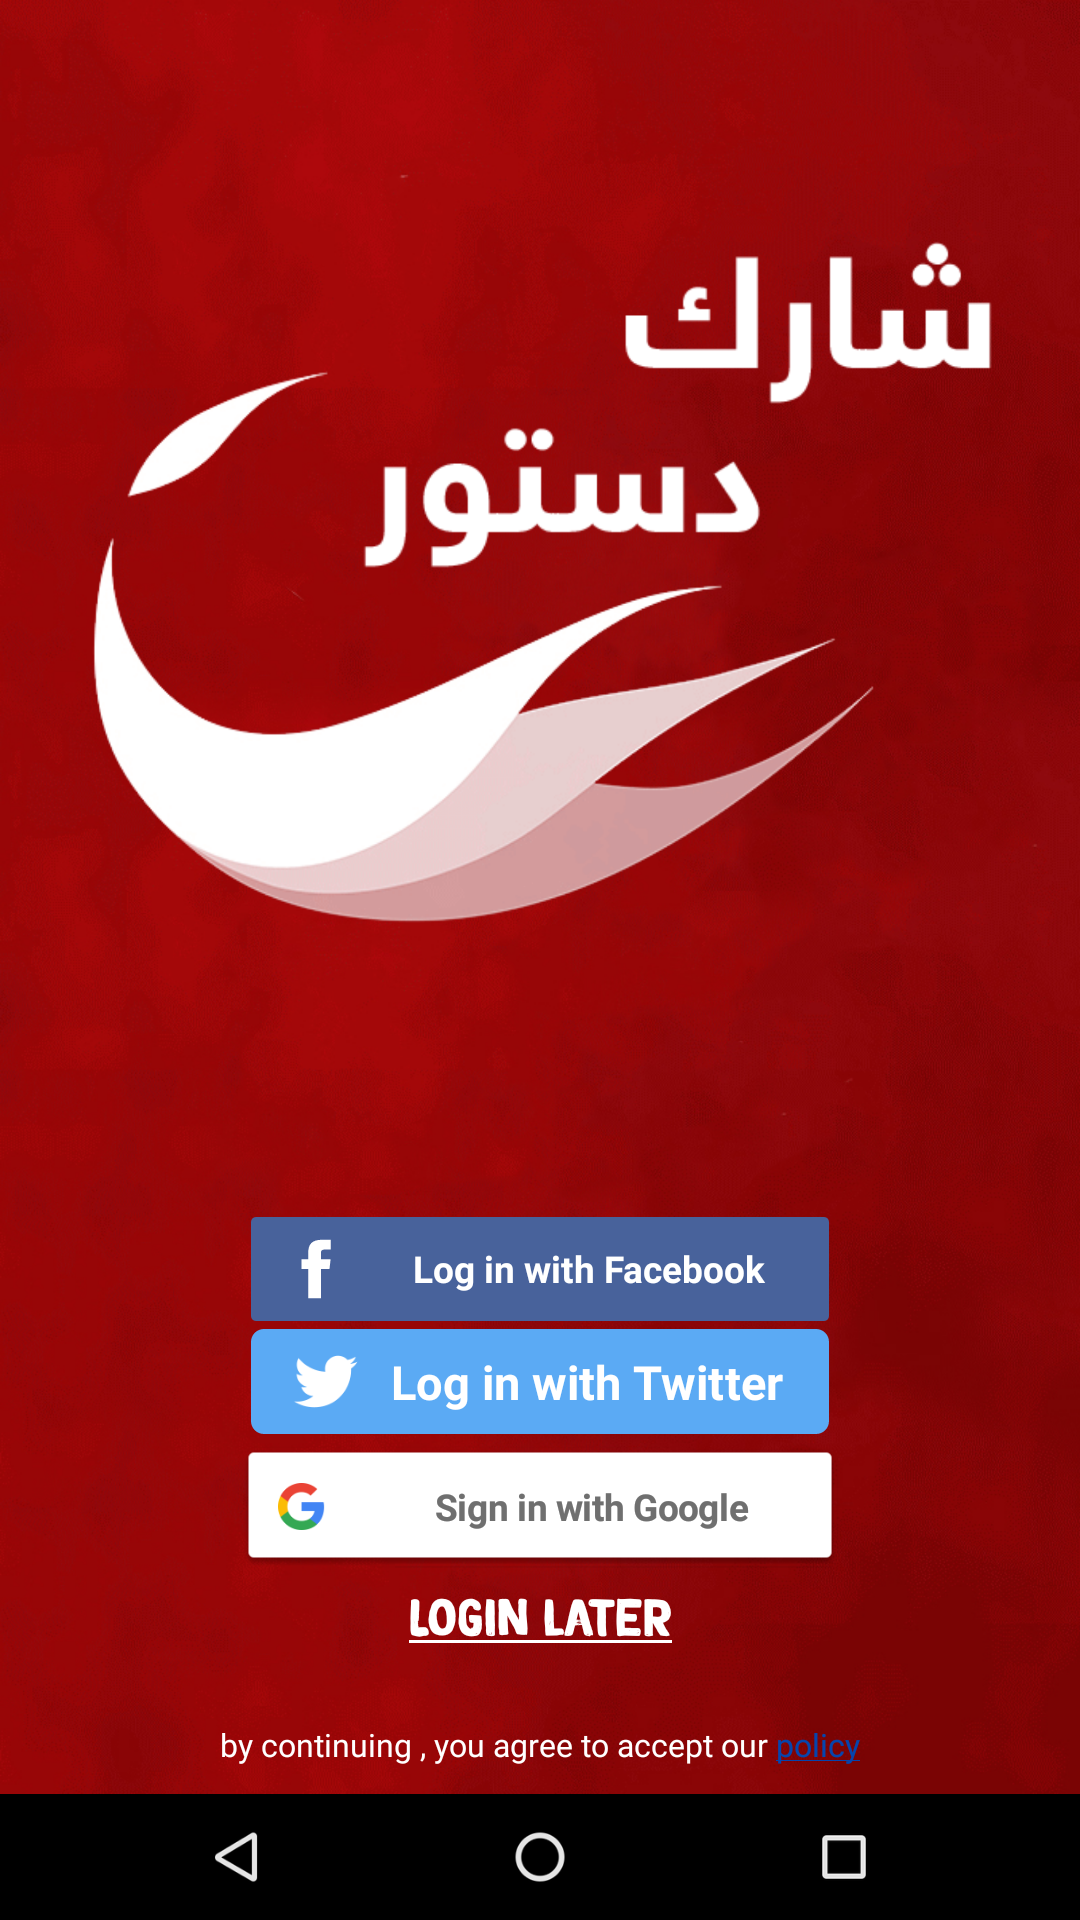 شارك
دستور
Log in with Facebook
Log in with Twitter
Sign in with Google
LOGIN LATER
by continuing , you agree to accept our policy